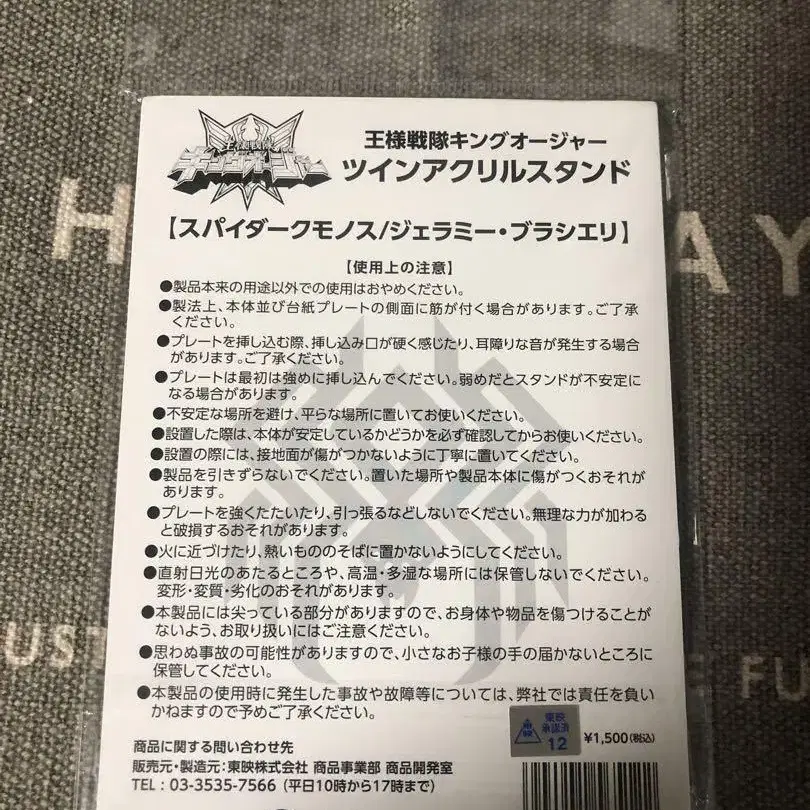 王様戦隊
キングオージャー
王様戦隊キングオージャー
ツインアクリルスタンド
【スパイダークモノス/ジェラミー・ブラシエリ】
【使用上の注意】
●製品本来の用途以外での使用はおやめください。
●製法上、本体並び台紙プレートの側面に筋が付く場合があります。ご了承
ください。
●プレートを挿し込む際、挿し込み口が硬く感じたり、耳障りな音が発生する場合
があります。ご了承ください。
●プレートは最初は強めに挿し込んでください。弱めだとスタンドが不安定に
なる場合があります。
●不安定な場所を避け、平らな場所に置いてお使いください。
●設置した際は、本体が安定しているかどうかを必ず確認してからお使いください。
●設置の際には、接地面が傷がつかないように丁寧に置いてください。
●製品を引きずらないでください。置いた場所や製品本体に傷がつくおそれが
あります。
●プレートを強くたたいたり、引っ張るなどしないでください。無理な力が加わる
と破損するおそれがあります。
●火に近づけたり、熱いもののそばに置かないようにしてください。
●直射日光のあたるところや、高温・多湿な場所には保管しないでください。
変形・変質・劣化のおそれがあります。
●本製品には尖っている部分がありますので、お身体や物品を傷つけることが
ないよう、お取り扱いにはご注意ください。
●思わぬ事故の可能性がありますので、小さなお子様の手の届かないところに
保管してください。
●本製品の使用時に発生した事故や故障等については、弊社では責任を負い
かねますので予めご了承ください。
東映
承認済
12
¥1,500(税込)
商品に関する問い合わせ先
販売元・製造元:東映株式会社 商品事業部 商品開発室
TEL : 03-3535-7566 (平日10時から17時まで)